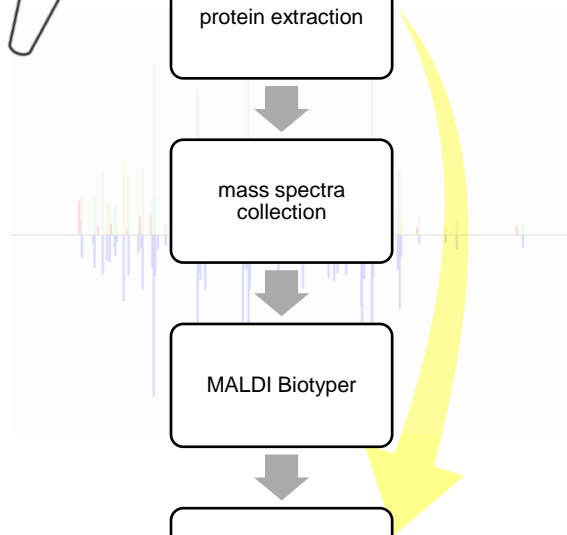 protein extraction
mass spectra
collection
MALDI Biotyper